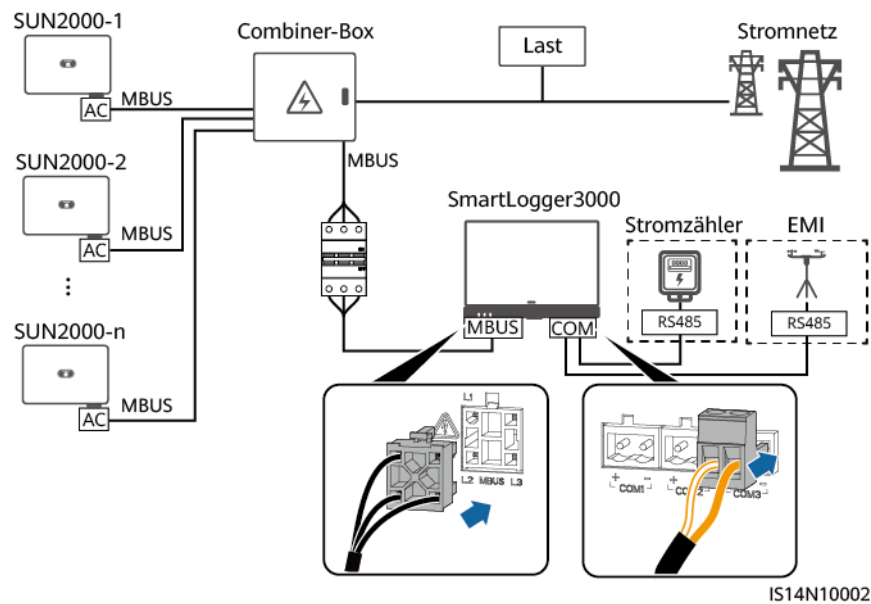 SUN2000-1
AC
MBUS
Combiner-Box
Last
Stromnetz
SUN2000-2
AC
MBUS
MBUS
SmartLogger3000
MBUS
COM
Stromzähler
RS485
EMI
RS485
SUN2000-n
AC
MBUS
L1
L2 MBUS L3
+ -
COM1
+
COM2
-
COM3
IS14N10002